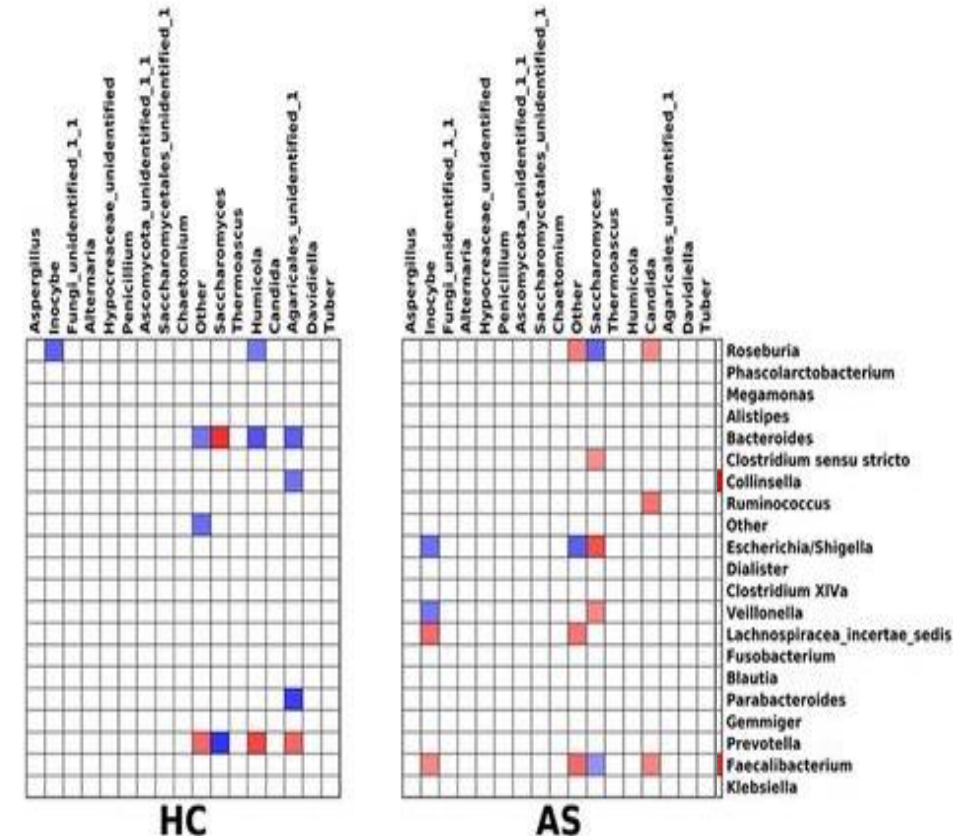 Aspergillus
Inocybe
Fungi_unidentified_1_1
Alternaria
Hypocreaceae_unidentified
Penicillium
Ascomycota_unidentified_1_1
Saccharomycetales_unidentified_1
Chaetomium
Other
Saccharomyces
Thermoascus
Humicola
Candida
Agaricales_unidentified_1
Davidiella
Tuber
Aspergillus
Inocybe
Fungi_unidentified_1_1
Alternaria
Hypocreaceae_unidentified
Penicillium
Ascomycota_unidentified_1_1
Saccharomycetales_unidentified_1
Chaetomium
Other
Saccharomyces
Thermoascus
Humicola
Candida
Agaricales_unidentified_1
Davidiella
Tuber
Roseburia
Phascolarctobacterium
Megamonas
Alistipes
Bacteroides
Clostridium sensu stricto
Collinsella
Ruminococcus
Other
Escherichia/Shigella
Dialister
Clostridium XIVa
Veillonella
Lachnospiracea_incertae_sedis
Fusobacterium
Blautia
Parabacteroides
Gemmiger
Prevotella
Faecalibacterium
Klebsiella
HC
AS